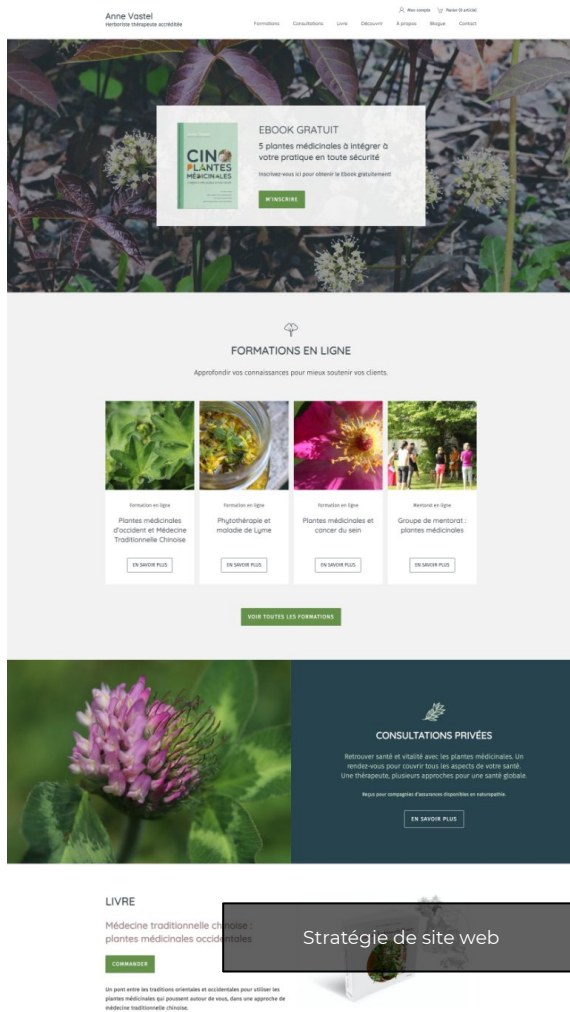 Anne Vastel
Herboriste thérapeute accréditée
Mon compte
Panier (0 article)
Formations Consultations Livre Découvrir À propos Blogue Contact
CINQ
PLANTES
MÉDICINALES
EBOOK GRATUIT
5 plantes médicinales à intégrer à
votre pratique en toute sécurité
Inscrivez-vous ici pour obtenir le Ebook gratuitement!
M'INSCRIRE
FORMATIONS EN LIGNE
Approfondir vos connaissances pour mieux soutenir vos clients.
Formation en ligne
Plantes médicinales
d'occident et Médecine
Traditionnelle Chinoise
EN SAVOIR PLUS
Formation en ligne
Phytothérapie et
maladie de Lyme
EN SAVOIR PLUS
Formation en ligne
Plantes médicinales et
cancer du sein
EN SAVOIR PLUS
Mentorat en ligne
Groupe de mentorat :
plantes médicinales
EN SAVOIR PLUS
VOIR TOUTES LES FORMATIONS
CONSULTATIONS PRIVÉES
Retrouver santé et vitalité avec les plantes médicinales. Un
rendez-vous pour couvrir tous les aspects de votre santé.
Une thérapeute, plusieurs approches pour une santé globale.
Reçus pour compagnies d'assurances disponibles en naturopathie.
EN SAVOIR PLUS
LIVRE
Médecine traditionnelle chinoise :
plantes médicinales occidentales
COMMANDER
Un pont entre les traditions orientales et occidentales pour utiliser les
plantes médicinales qui poussent autour de vous, dans une approche de
médecine traditionnelle chinoise.
Stratégie de site web